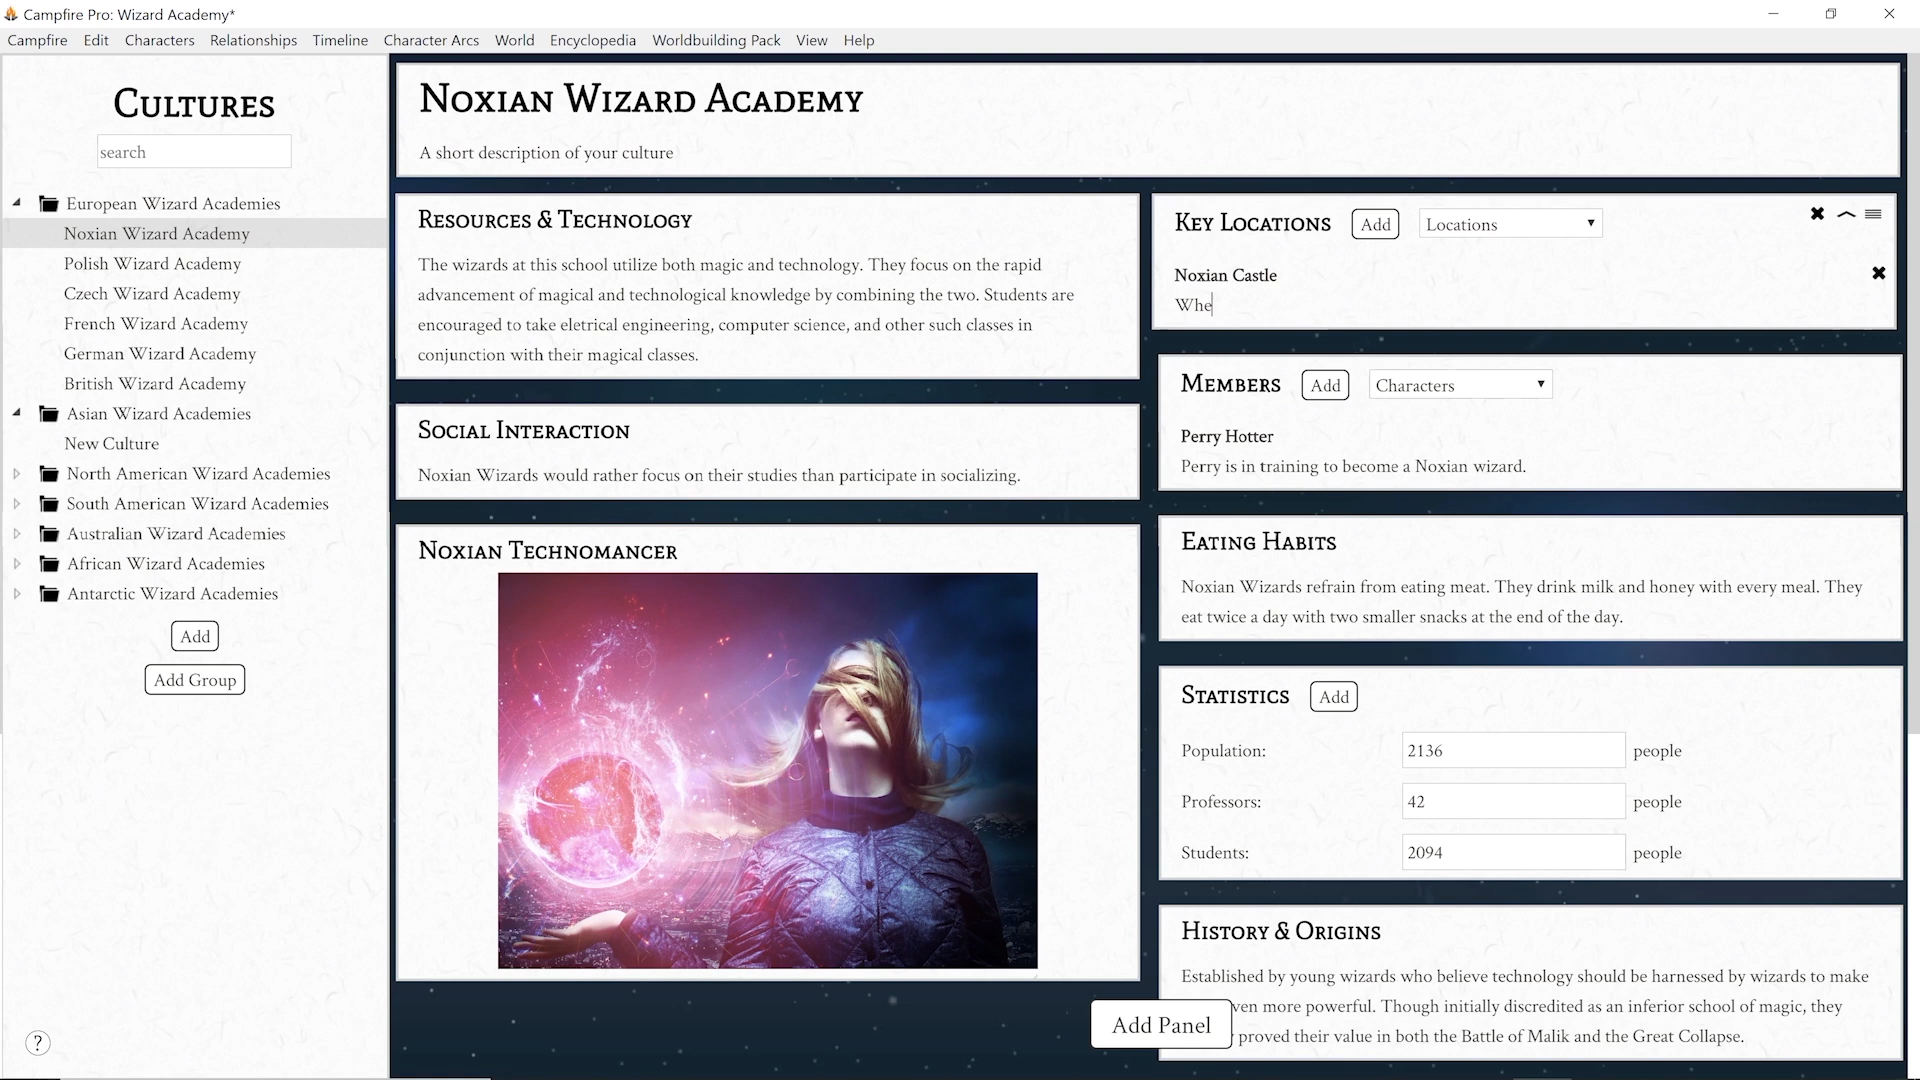 Campfire Pro: Wizard Academy*
Campfire Edit Characters Relationships Timeline Character Arcs World Encyclopedia Worldbuilding Pack View Help
Cultures
search
European Wizard Academies
Noxian Wizard Academy
Polish Wizard Academy
Czech Wizard Academy
French Wizard Academy
German Wizard Academy
British Wizard Academy
Asian Wizard Academies
New Culture
North American Wizard Academies
South American Wizard Academies
Australian Wizard Academies
African Wizard Academies
Antarctic Wizard Academies
Add
Add Group
?
Noxian Wizard Academy
A short description of your culture
Resources & Technology
The wizards at this school utilize both magic and technology. They focus on the rapid
advancement of magical and technological knowledge by combining the two. Students are
encouraged to take eletrical engineering, computer science, and other such classes in
conjunction with their magical classes.
Social Interaction
Noxian Wizards would rather focus on their studies than participate in socializing.
Noxian Technomancer
Key Locations Add Locations
Noxian Castle
Whe
Members Add Characters
Perry Hotter
Perry is in training to become a Noxian wizard.
Eating Habits
Noxian Wizards refrain from eating meat. They drink milk and honey with every meal. They
eat twice a day with two smaller snacks at the end of the day.
Statistics Add
Population: 2136 people
Professors: 42 people
Students: 2094 people
History & Origins
Established by young wizards who believe technology should be harnessed by wizards to make
ven more powerful. Though initially discredited as an inferior school of magic, they
proved their value in both the Battle of Malik and the Great Collapse.
Add Panel